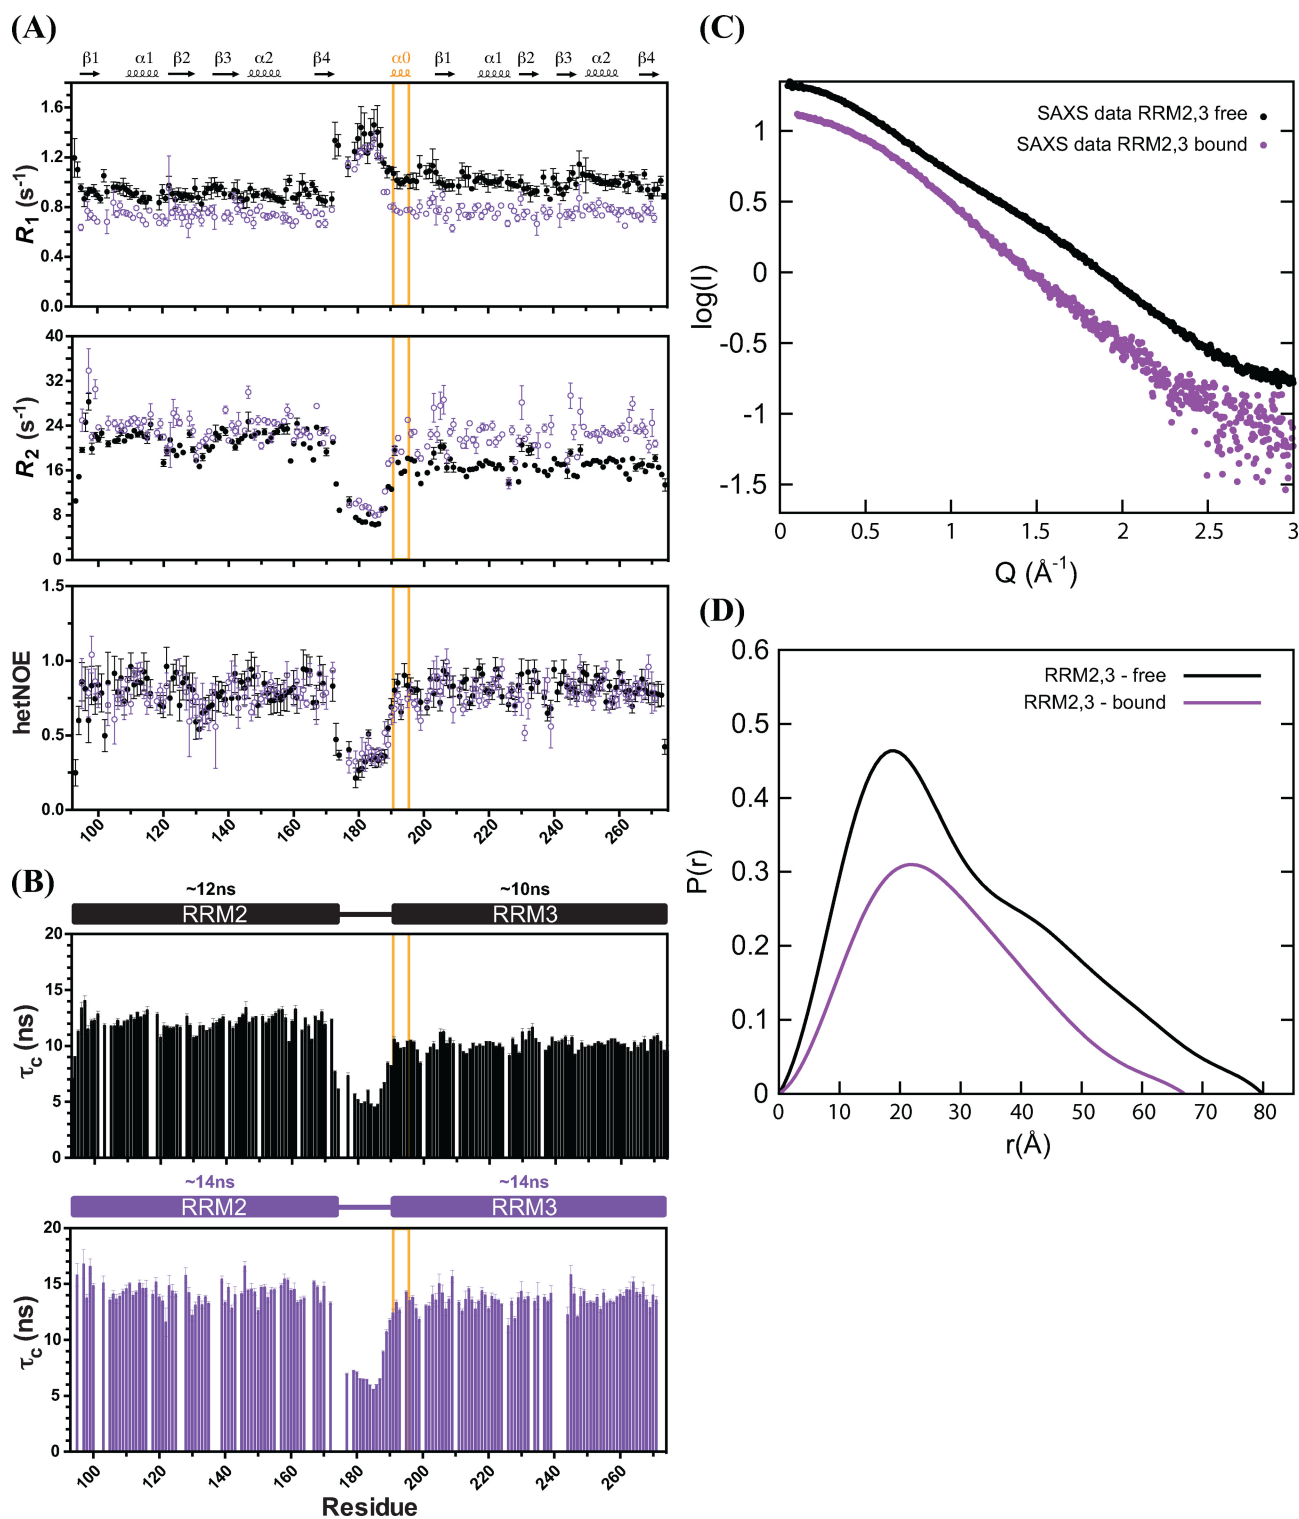 (A)
β1 α1 β2 β3 α2 β4 α0 β1 α1 β2 β3 α2 β4
1.6
1.2
0.8
0.4
0.0
R1 (s-1)
40
32
24
16
8
0
R2 (s-1)
1.5
1.0
0.5
0.0
hetNOE
100 120 140 160 180 200 220 240 260
(B)
~12ns ~10ns
RRM2 RRM3
20
15
10
5
0
τc (ns)
~14ns ~14ns
RRM2 RRM3
20
15
10
5
0
τc (ns)
100 120 140 160 180 200 220 240 260
Residue
(C)
SAXS data RRM2,3 free
SAXS data RRM2,3 bound
1
0.5
0
-0.5
-1
-1.5
log(I)
0 0.5 1 1.5 2 2.5 3
Q (Å-1)
(D)
RRM2,3 - free
RRM2,3 - bound
0.6
0.5
0.4
0.3
0.2
0.1
0
P(r)
0 10 20 30 40 50 60 70 80
r(Å)